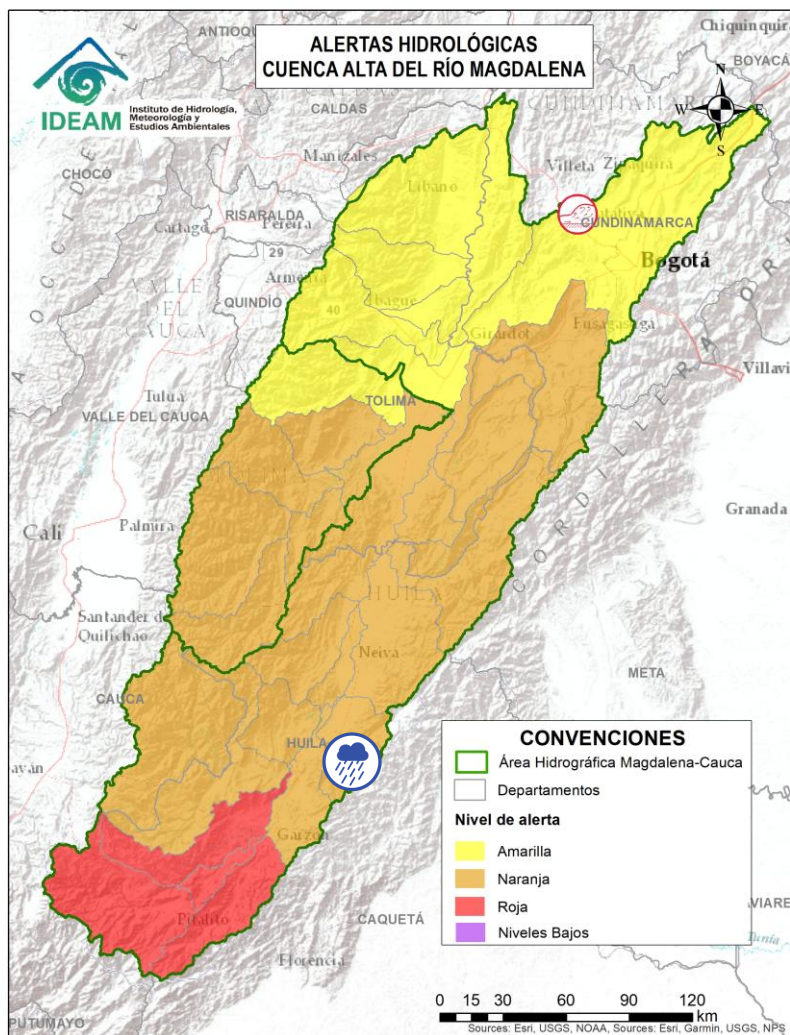 ALERTAS HIDROLÓGICAS
CUENCA ALTA DEL RÍO MAGDALENA
IDEAM
Instituto de Hidrología,
Meteorología y
Estudios Ambientales
Chiquinquirá
BOYACÁ
N
W
E
S
CALDAS
Manizales
CHOCÓ
Líbano
Villeta
Zipaquirá
RISARALDA
Pereira
Cartago
CUNDINAMARCA
Bogotá
29
Armenia
QUINDÍO
40
Ibagué
VALLE
DEL
CAUCA
Girardot
Fusagasuga
Villavi
Tuluá
TOLIMA
VALLE DEL CAUCA
CORDILLERA
Granada
Cali
Palmira
HUILA
Santander de
Quilichao
Neiva
META
CAUCA
HUILA
Garzón
Pitalito
CAQUETÁ
Florencia
PUTUMAYO
VIARE
Tunía
CONVENCIONES
Área Hidrográfica Magdalena-Cauca
Departamentos
Nivel de alerta
Amarilla
Naranja
Roja
Niveles Bajos
0 15 30 60 90 120
km
Sources: Esri, USGS, NOAA, Sources: Esri, Garmin, USGS, NPS